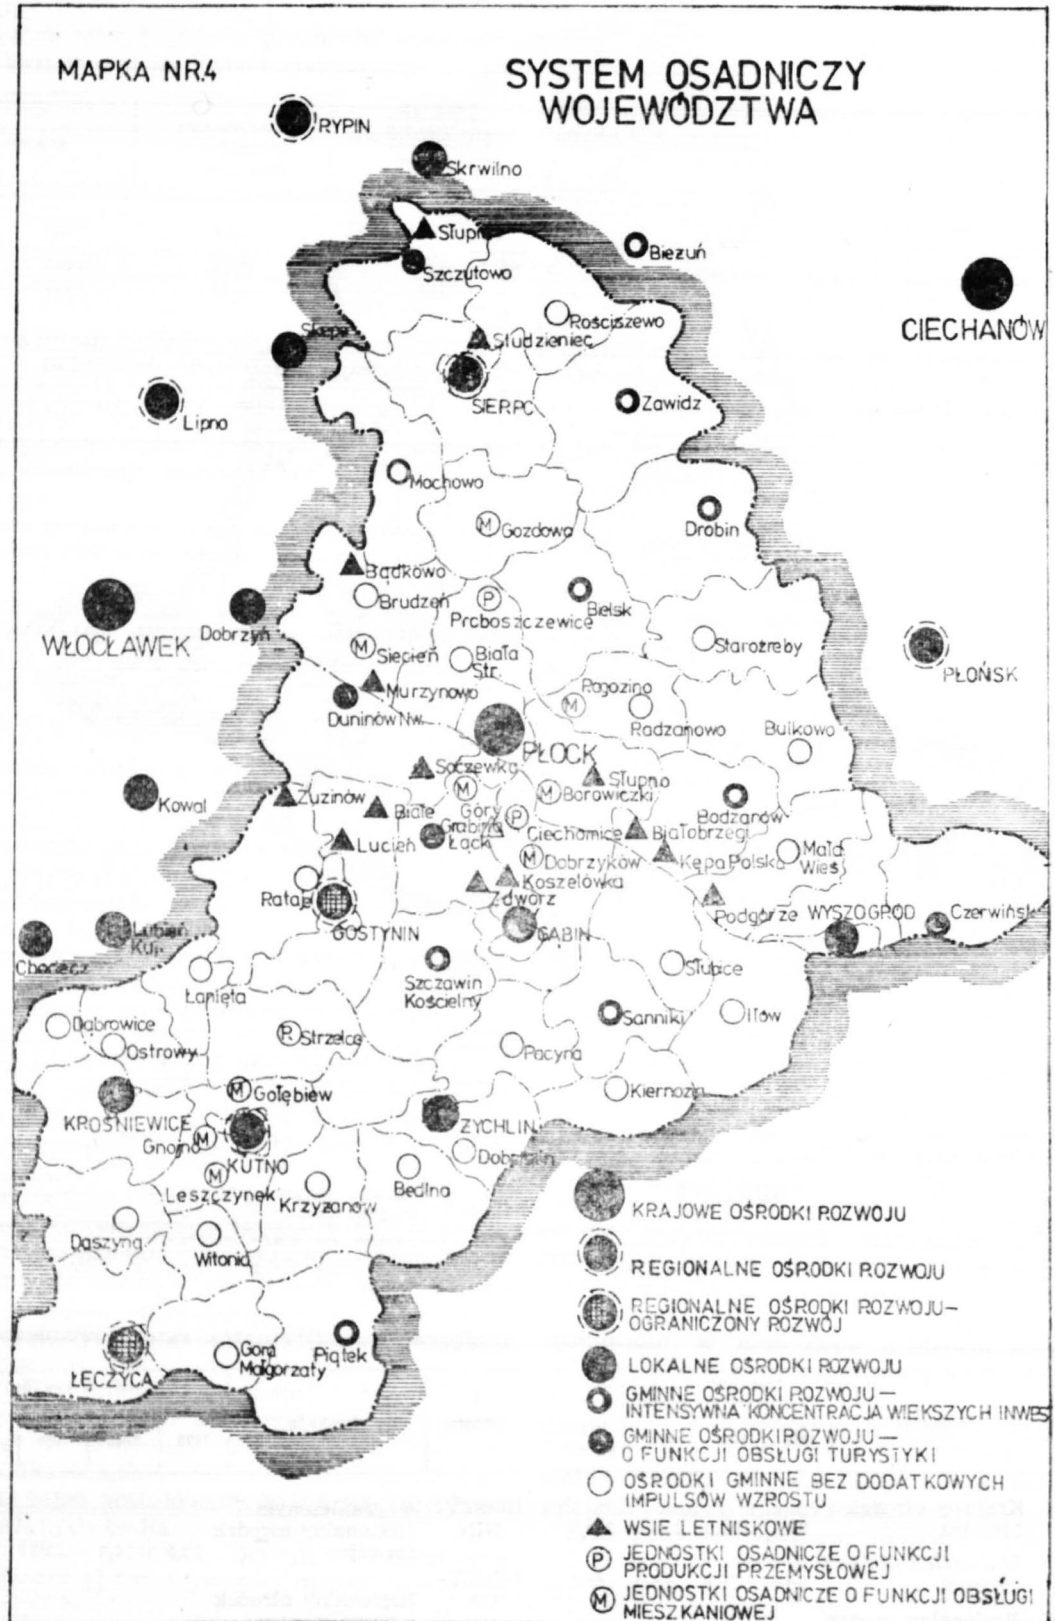 MAPKA NR.4
SYSTEM OSADNICZY
WOJEWÓDZTWA
RYPIN
Skrwilno
Słupia
Bieżuń
Szczutowo
CIECHANÓW
Rościszewo
Skępe
Studzieniec
SIERPC
Zawidz
Lipno
Mochowo
Gozdowo
Drobin
Bądkowo
Brudzeń
P
Proboszczewice
Bielsk
Dobrzyń
WŁOCŁAWEK
M
Siecień
Biała
Str.
Staroźreby
PŁOŃSK
Murzynowo
Rogozino
M
Duninów Nw.
Radzanowo
Bulkowo
PŁOCK
Soczewka
Słupno
Kowal
Zuzinów
Białe
M
Góry
M
Borowiczki
Bodzanów
Grabina
P
Ciechomice
Białobrzegi
Lucień
Łąck
M
Dobrzyków
Kępa Polska
Mała
Wieś
Rataje
Koszelówka
Zdworz
Podgórze
WYSZOGRÓD
Czerwińsk
GOSTYNIN
GĄBIN
Lubień
Kuj.
Chodecz
Łanięta
Szczawin
Kościelny
Słubice
Sanniki
Iłów
Dąbrowice
Ostrowy
Strzelce
Pacyna
Kiernozia
M
Gołębiew
KROŚNIEWICE
ŻYCHLIN
Gnojno
M
KUTNO
Dobrzelin
M
Leszczynek
Krzyżanów
Bedlno
Daszyna
Witonia
ŁĘCZYCA
Góra
Małgorzaty
Piątek
KRAJOWE OŚRODKI ROZWOJU
REGIONALNE OŚRODKI ROZWOJU
REGIONALNE OŚRODKI ROZWOJU—
OGRANICZONY ROZWÓJ
LOKALNE OŚRODKI ROZWOJU
GMINNE OŚRODKI ROZWOJU —
INTENSYWNA KONCENTRACJA WIEKSZYCH INWES
GMINNE OŚRODKI ROZWOJU —
O FUNKCJI OBSŁUGI TURYSTYKI
OŚRODKI GMINNE BEZ DODATKOWYCH
IMPULSÓW WZROSTU
WSIE LETNISKOWE
P JEDNOSTKI OSADNICZE O FUNKCJI
PRODUKCJI PRZEMYSŁOWEJ
M JEDNOSTKI OSADNICZE O FUNKCJI OBSŁUGI
MIESZKANIOWEJ